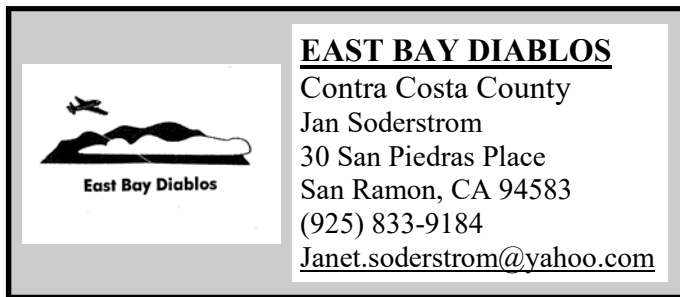 East Bay Diablos
EAST BAY DIABLOS
Contra Costa County
Jan Soderstrom
30 San Piedras Place
San Ramon, CA 94583
(925) 833-9184
Janet.soderstrom@yahoo.com